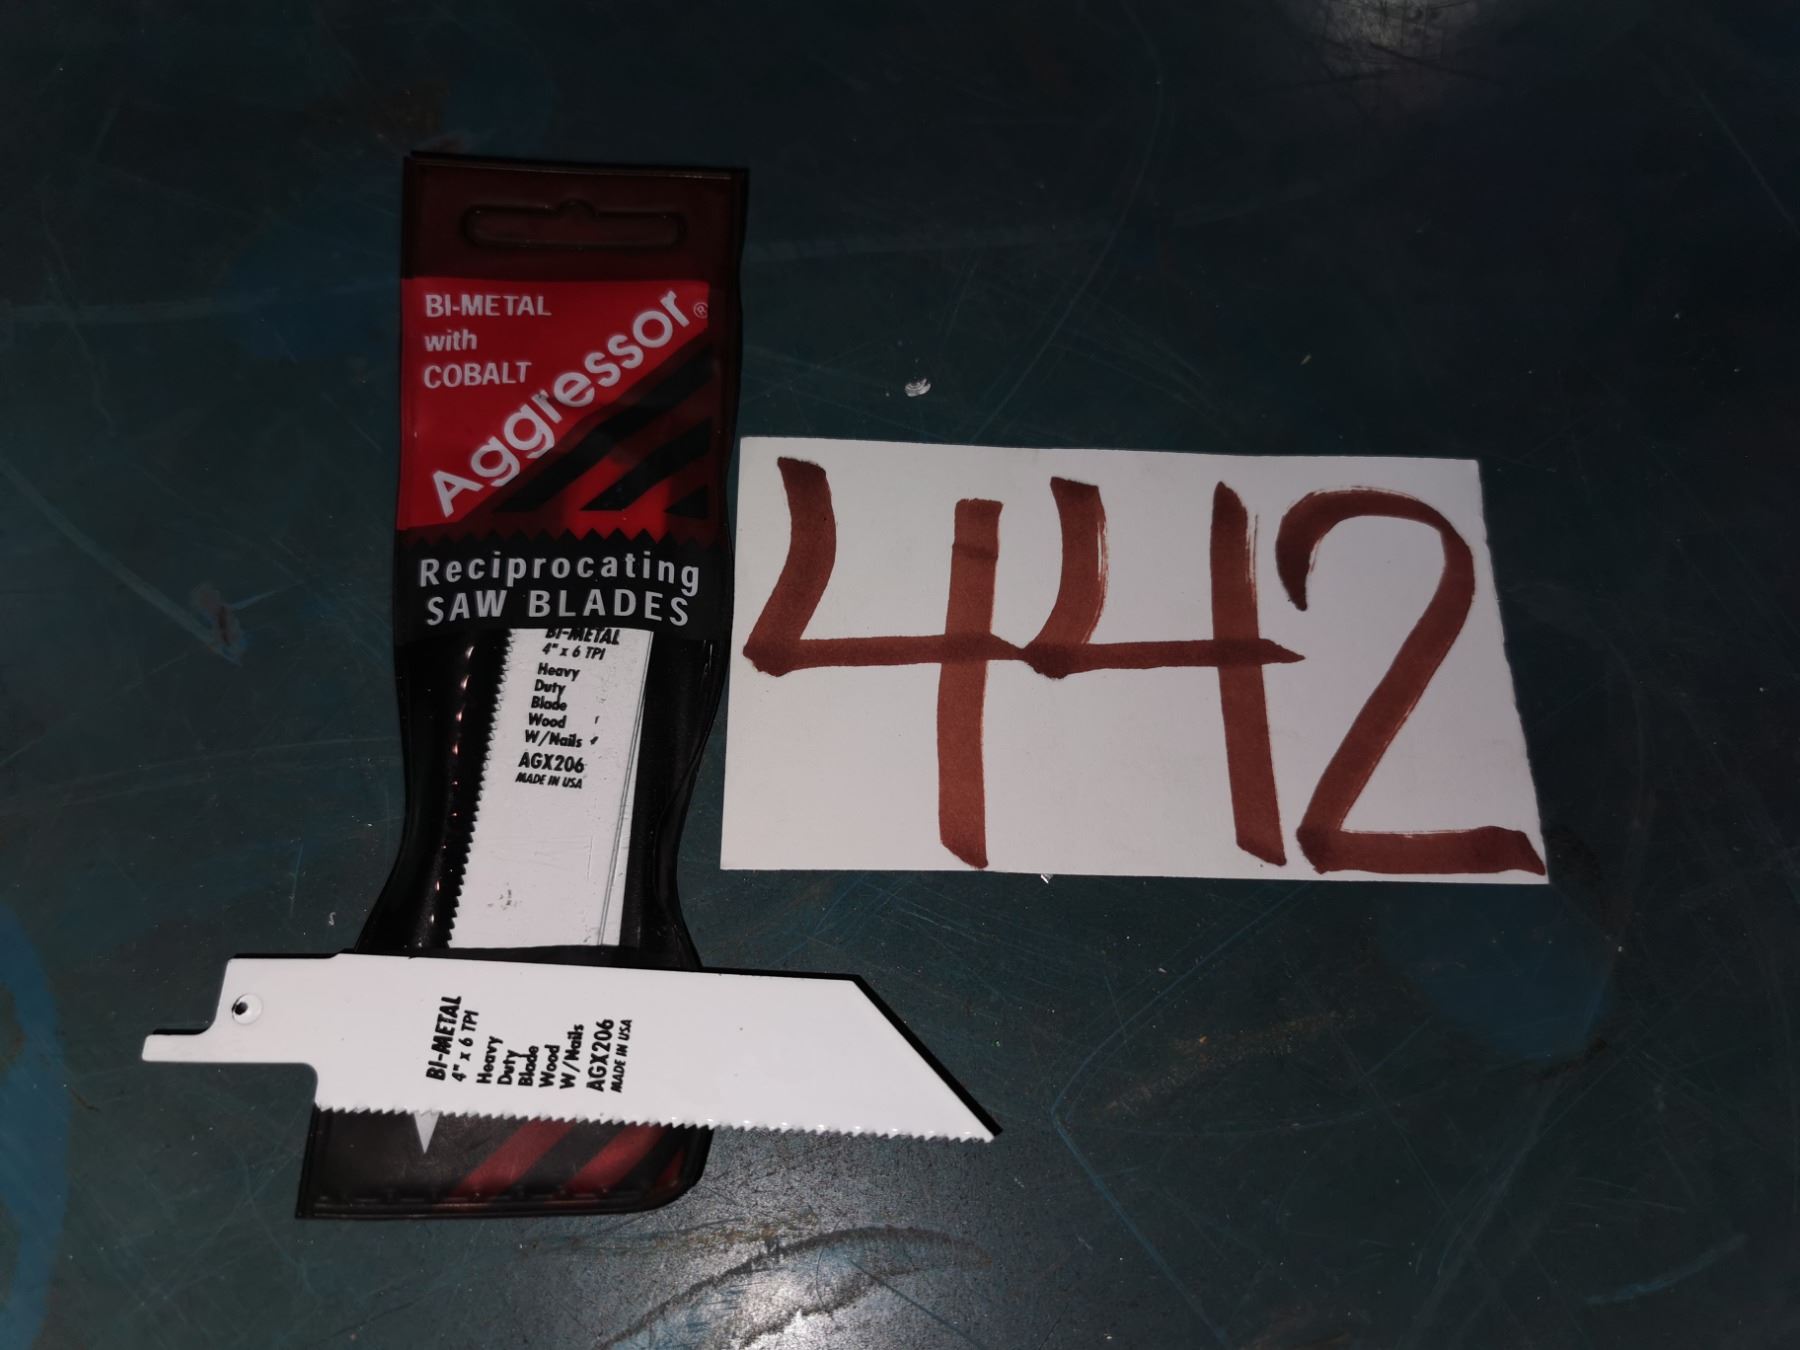 BI-METAL
with
COBALT
Aggressor®
Reciprocating
SAW BLADES
BI-METAL
4" x 6 TPI
Heavy
Duty
Blade
Wood
W/Nails
AGX206
MADE IN USA
442
BI-METAL
4" x 6 TPI
Heavy
Duty
Blade
Wood
W/Nails
AGX206
MADE IN USA